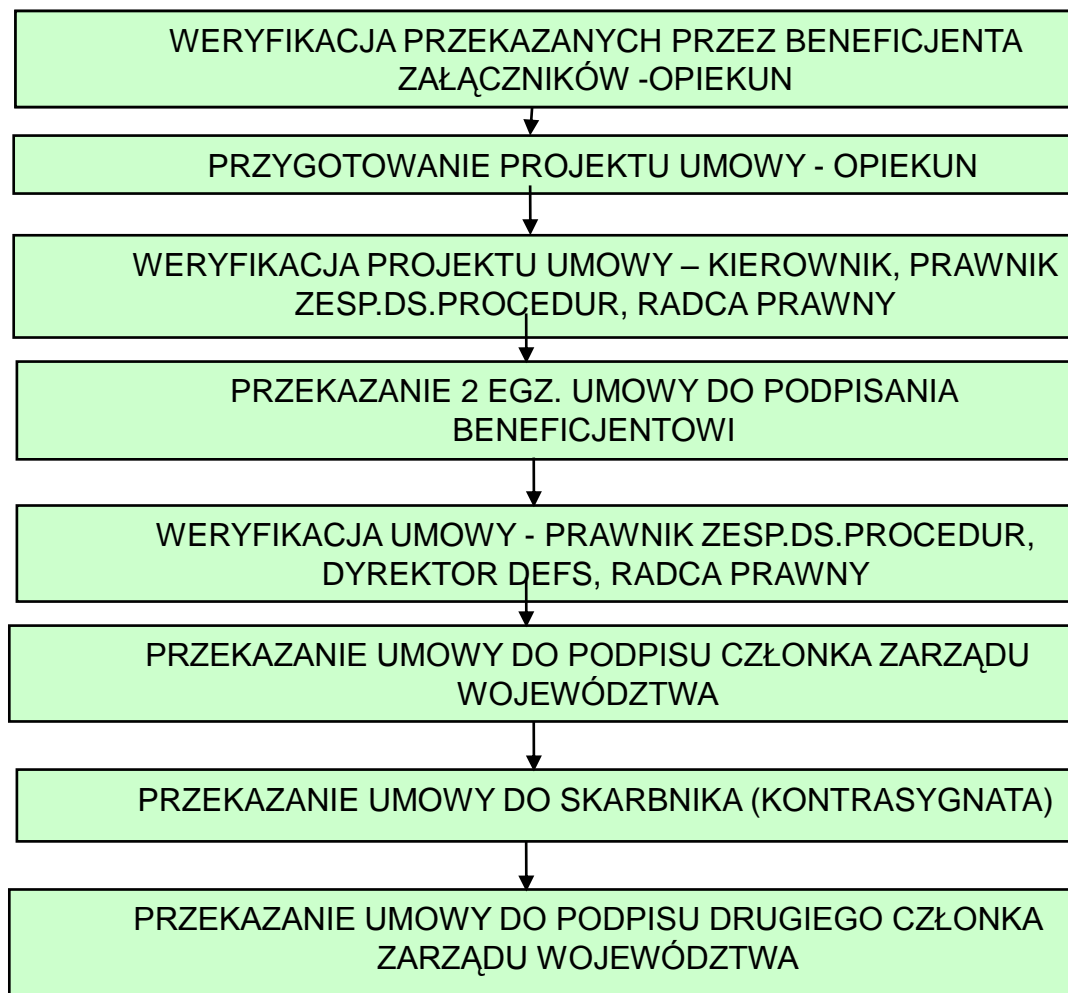 WERYFIKACJA PRZEKAZANYCH PRZEZ BENEFICJENTA
ZAŁĄCZNIKÓW -OPIEKUN
PRZYGOTOWANIE PROJEKTU UMOWY - OPIEKUN
WERYFIKACJA PROJEKTU UMOWY – KIEROWNIK, PRAWNIK
ZESP.DS.PROCEDUR, RADCA PRAWNY
PRZEKAZANIE 2 EGZ. UMOWY DO PODPISANIA
BENEFICJENTOWI
WERYFIKACJA UMOWY - PRAWNIK ZESP.DS.PROCEDUR,
DYREKTOR DEFS, RADCA PRAWNY
PRZEKAZANIE UMOWY DO PODPISU CZŁONKA ZARZĄDU
WOJEWÓDZTWA
PRZEKAZANIE UMOWY DO SKARBNIKA (KONTRASYGNATA)
PRZEKAZANIE UMOWY DO PODPISU DRUGIEGO CZŁONKA
ZARZĄDU WOJEWÓDZTWA